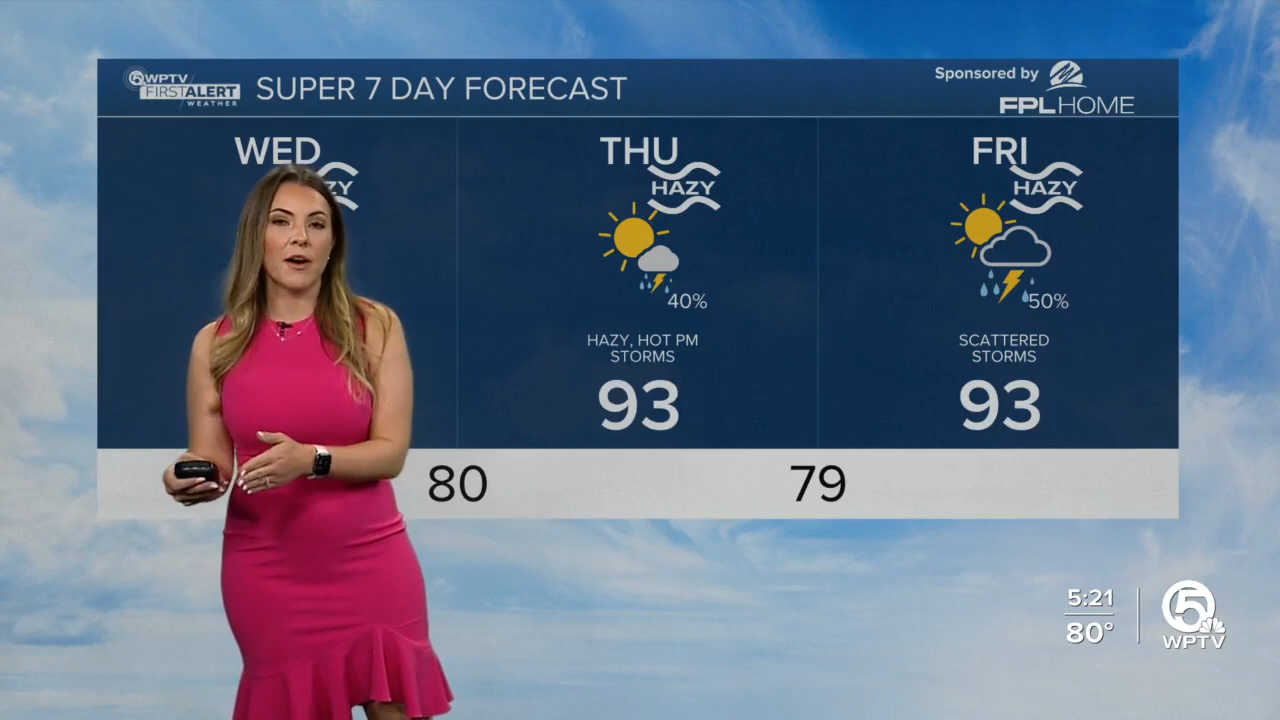 5 WPTV
FIRST ALERT
WEATHER
SUPER 7 DAY FORECAST
Sponsored by
FPL HOME
WED
THU
HAZY
40%
HAZY, HOT PM
STORMS
93
FRI
HAZY
50%
SCATTERED
STORMS
93
80
79
5:21
80°
5
WPTV